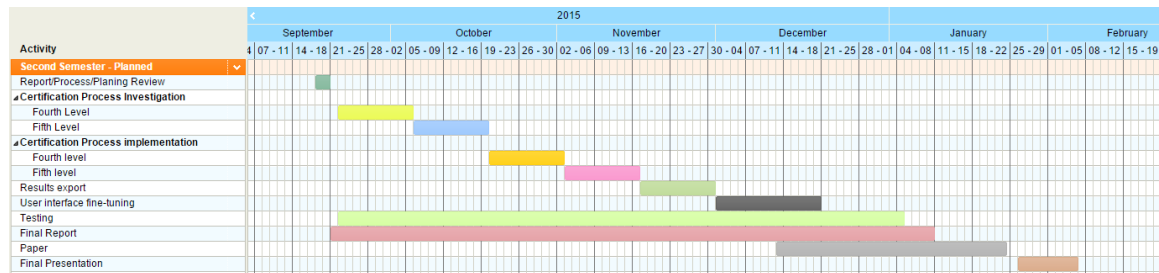 2015
September October November December January February
Activity 4 07 - 11 14 - 18 21 - 25 28 - 02 05 - 09 12 - 16 19 - 23 26 - 30 02 - 06 09 - 13 16 - 20 23 - 27 30 - 04 07 - 11 14 - 18 21 - 25 28 - 01 04 - 08 11 - 15 18 - 22 25 - 29 01 - 05 08 - 12 15 - 19
Second Semester - Planned
Report/Process/Planing Review
Certification Process Investigation
Fourth Level
Fifth Level
Certification Process implementation
Fourth level
Fifth level
Results export
User interface fine-tuning
Testing
Final Report
Paper
Final Presentation